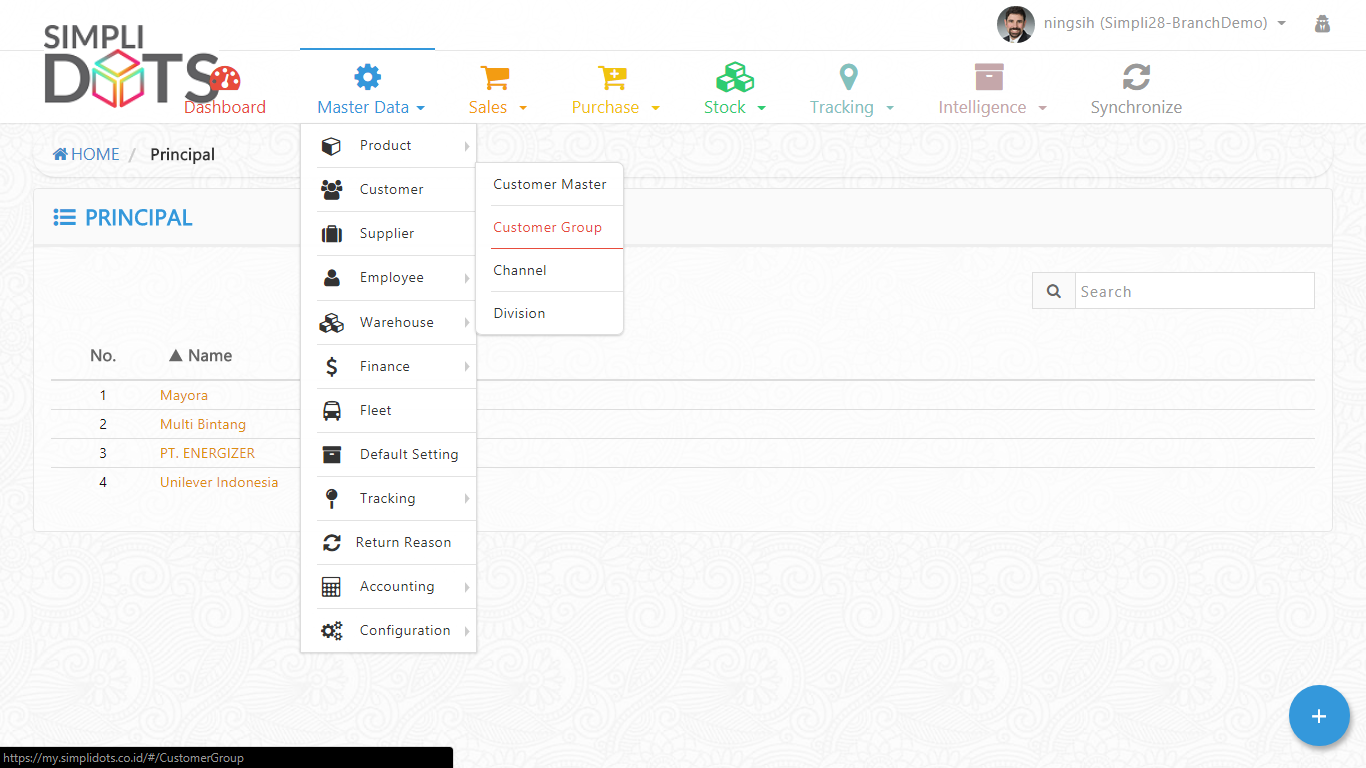 SIMPLI
DOTS
ningsih (Simpli28-BranchDemo)
Dashboard
Master Data
Sales
Purchase
Stock
Tracking
Intelligence
Synchronize
HOME / Principal
PRINCIPAL
Search
No.
▲ Name
1 Mayora
2 Multi Bintang
3 PT. ENERGIZER
4 Unilever Indonesia
Product
Customer
Supplier
Employee
Warehouse
Finance
Fleet
Default Setting
Tracking
Return Reason
Accounting
Configuration
Customer Master
Customer Group
Channel
Division
+
https://my.simplidots.co.id/#/CustomerGroup